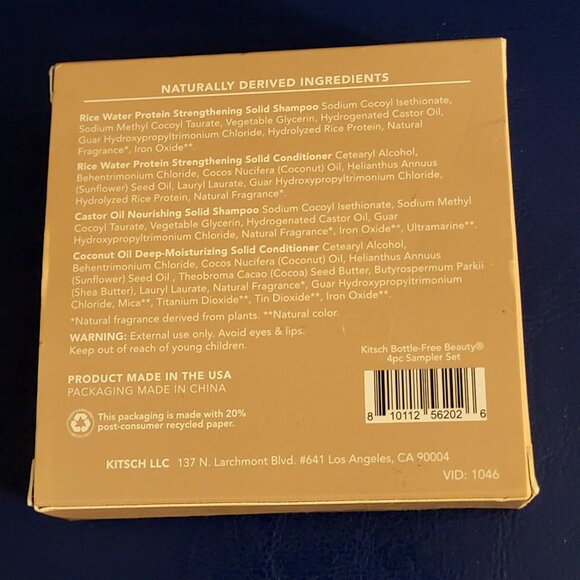 NATURALLY DERIVED INGREDIENTS
Rice Water Protein Strengthening Solid Shampoo Sodium Cocoyl Isethionate,
Sodium Methyl Cocoyl Taurate, Vegetable Glycerin, Hydrogenated Castor Oil,
Guar Hydroxypropyltrimonium Chloride, Hydrolyzed Rice Protein, Natural
Fragrance*, Iron Oxide**.
Rice Water Protein Strengthening Solid Conditioner Cetearyl Alcohol,
Behentrimonium Chloride, Cocos Nucifera (Coconut) Oil, Helianthus Annuus
(Sunflower) Seed Oil, Lauryl Laurate, Guar Hydroxypropyltrimonium Chloride,
Hydrolyzed Rice Protein, Natural Fragrance*.
Castor Oil Nourishing Solid Shampoo Sodium Cocoyl Isethionate, Sodium Methyl
Cocoyl Taurate, Vegetable Glycerin, Hydrogenated Castor Oil, Guar
Hydroxypropyltrimonium Chloride, Natural Fragrance*, Iron Oxide**, Ultramarine**.
Coconut Oil Deep-Moisturizing Solid Conditioner Cetearyl Alcohol,
Behentrimonium Chloride, Cocos Nucifera (Coconut) Oil, Helianthus Annuus
(Sunflower) Seed Oil , Theobroma Cacao (Cocoa) Seed Butter, Butyrospermum Parkii
(Shea Butter), Lauryl Laurate, Natural Fragrance*, Guar Hydroxypropyltrimonium
Chloride, Mica**, Titanium Dioxide**, Tin Dioxide**, Iron Oxide**.
*Natural fragrance derived from plants. **Natural color.
WARNING: External use only. Avoid eyes & lips.
Keep out of reach of young children.
Kitsch Bottle-Free Beauty®
4pc Sampler Set
PRODUCT MADE IN THE USA
PACKAGING MADE IN CHINA
8 10112 56202 6
This packaging is made with 20%
post-consumer recycled paper.
KITSCH LLC 137 N. Larchmont Blvd. #641 Los Angeles, CA 90004
VID: 1046